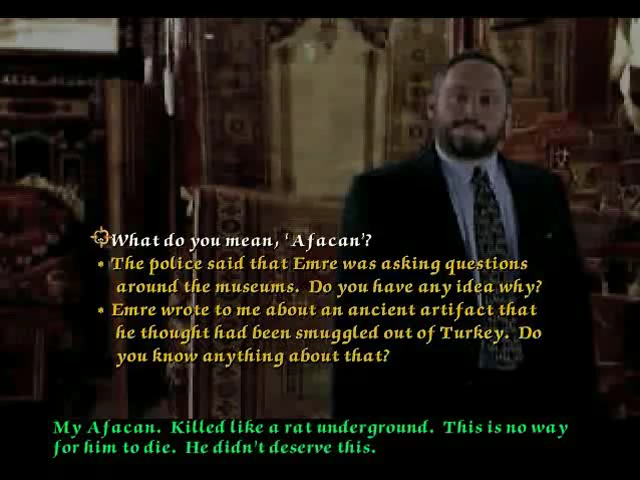 What do you mean, ‘Afacan’?
• The police said that Emre was asking questions
around the museums.  Do you have any idea why?
• Emre wrote to me about an ancient artifact that
he thought had been smuggled out of Turkey.  Do
you know anything about that?
My Afacan.  Killed like a rat underground.  This is no way
for him to die.  He didn't deserve this.